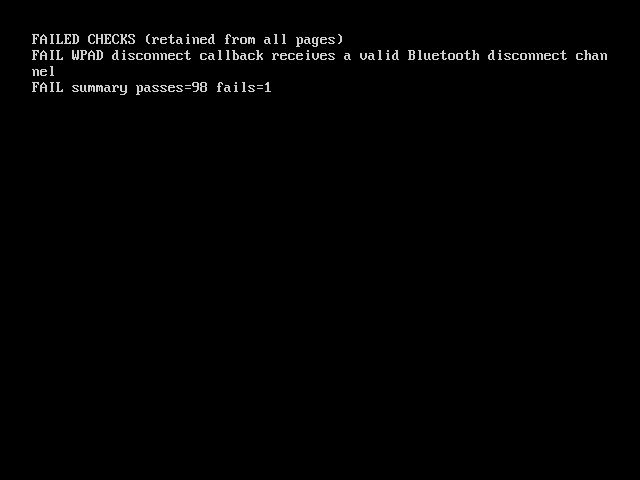 FAILED CHECKS (retained from all pages)
FAIL WPAD disconnect callback receives a valid Bluetooth disconnect chan
nel
FAIL summary passes=98 fails=1